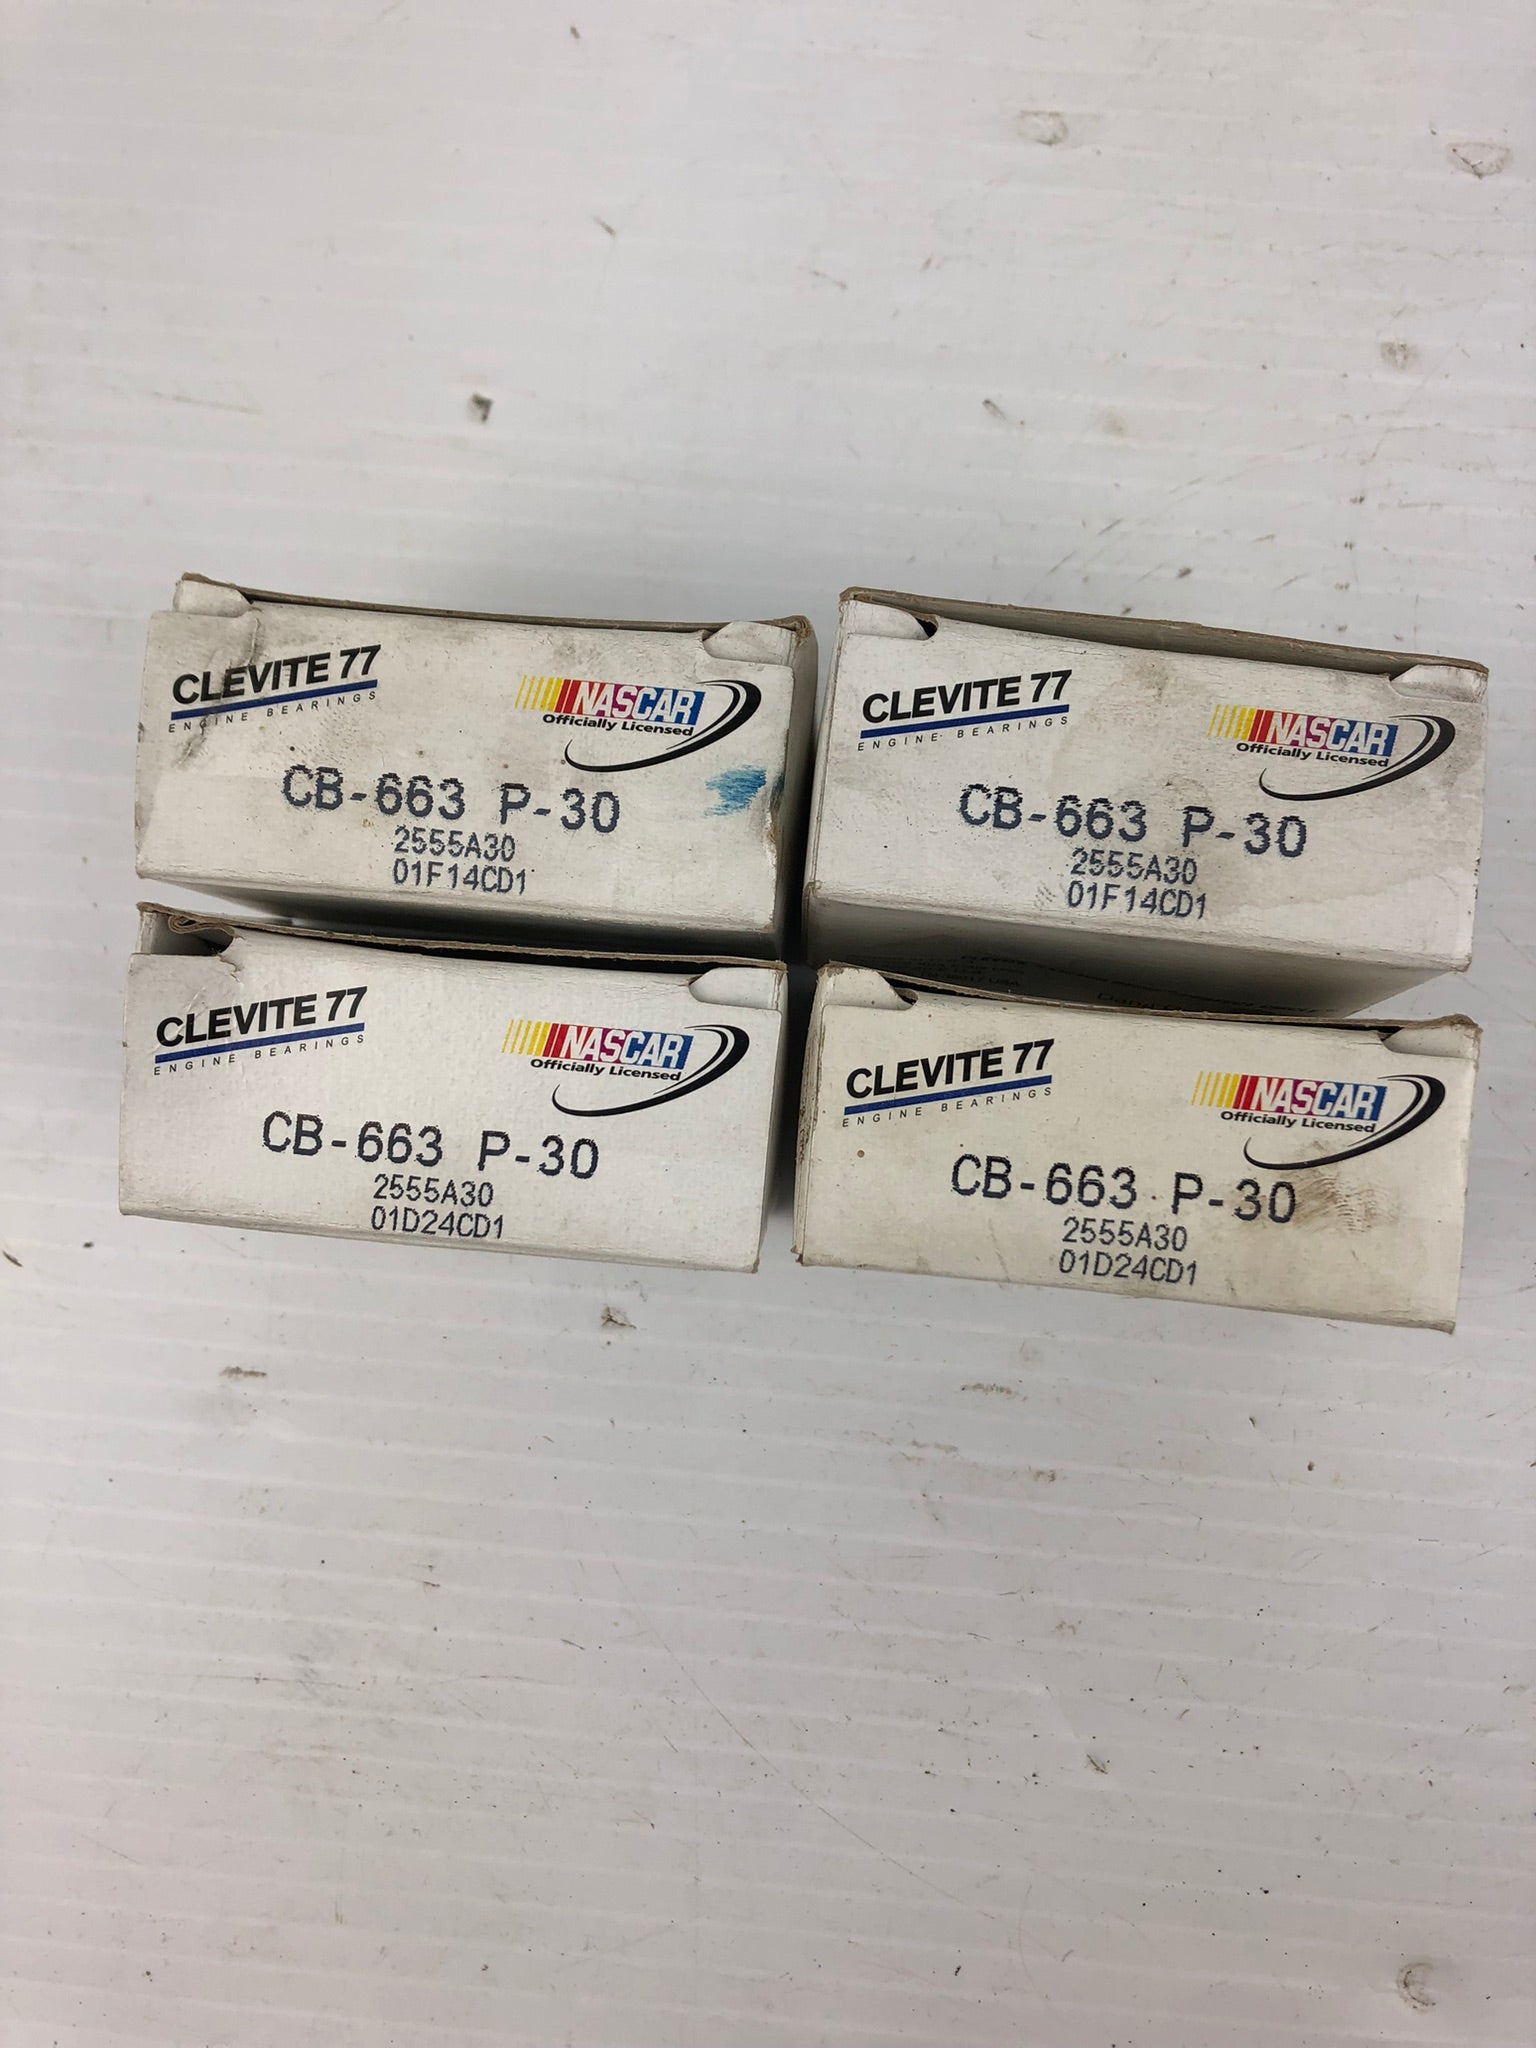 CLEVITE 77
ENGINE BEARINGS
NASCAR
Officially Licensed
CB-663 P-30
2555A30
01F14CD1
CLEVITE 77
ENGINE BEARINGS
NASCAR
Officially Licensed
CB-663 P-30
2555A30
01F14CD1
CLEVITE 77
ENGINE BEARINGS
NASCAR
Officially Licensed
CB-663 P-30
2555A30
01D24CD1
CLEVITE 77
ENGINE BEARINGS
NASCAR
Officially Licensed
CB-663 P-30
2555A30
01D24CD1